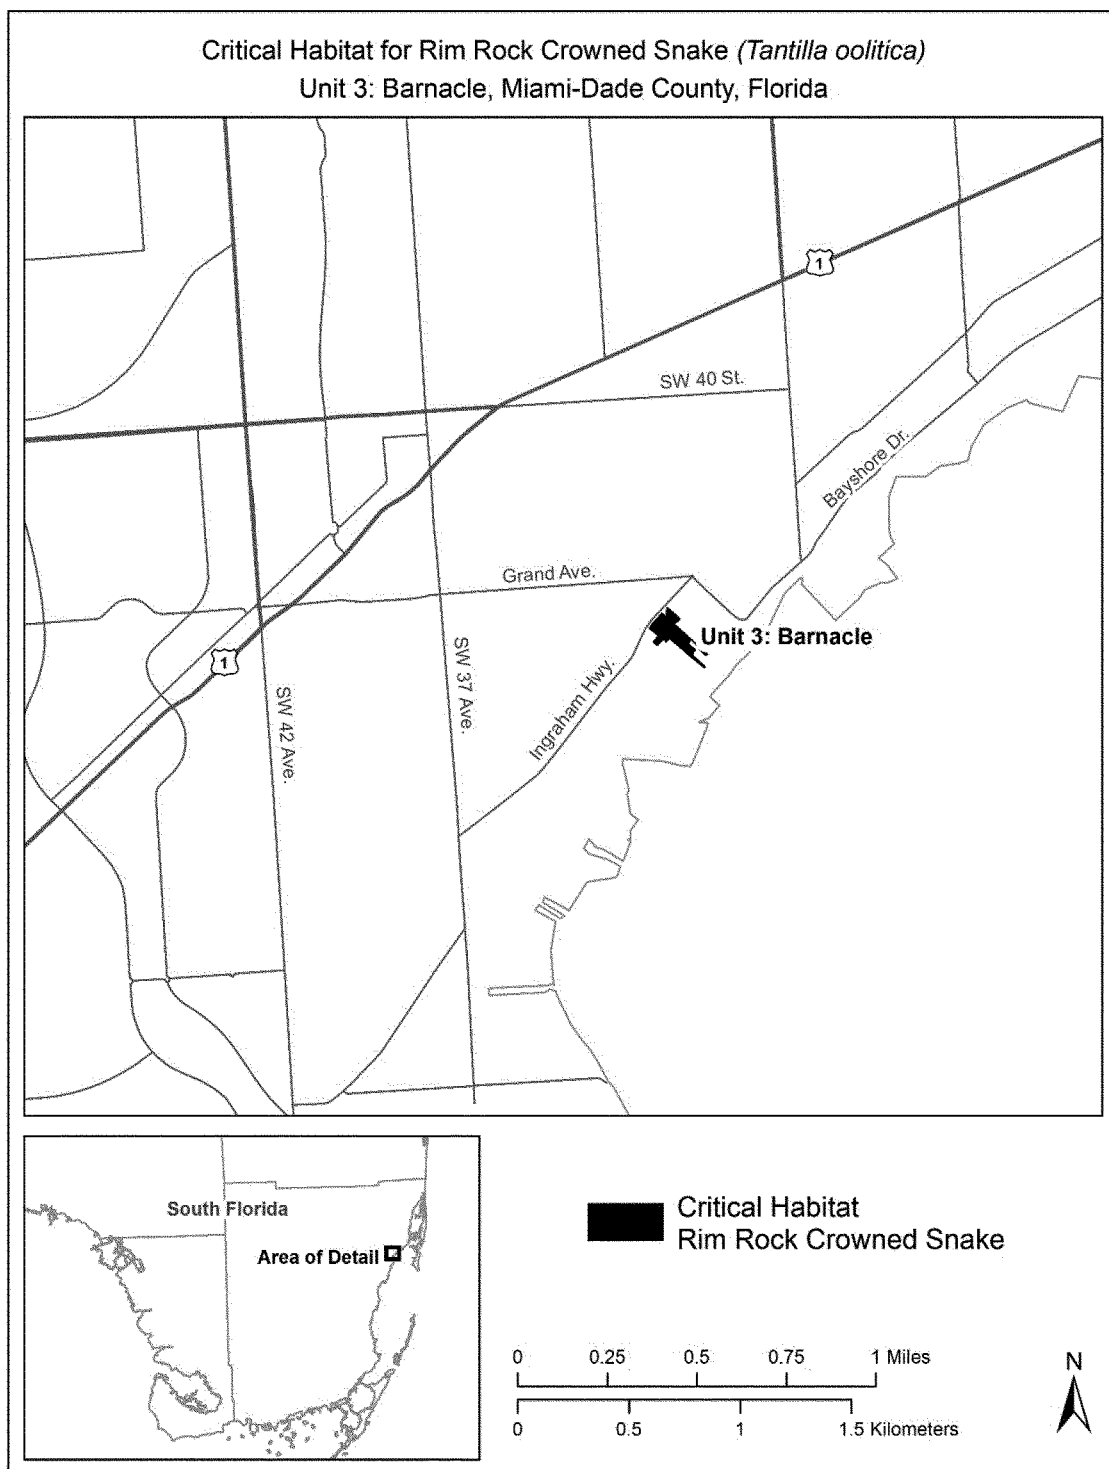 Critical Habitat for Rim Rock Crowned Snake (Tantilla oolitica)
Unit 3: Barnacle, Miami-Dade County, Florida
1
SW 40 St.
Bayshore Dr.
Grand Ave.
Unit 3: Barnacle
1
SW 37 Ave.
SW 42 Ave.
Ingraham Hwy.
South Florida
Area of Detail
Critical Habitat
Rim Rock Crowned Snake
0 0.25 0.5 0.75 1 Miles
0 0.5 1 1.5 Kilometers
N